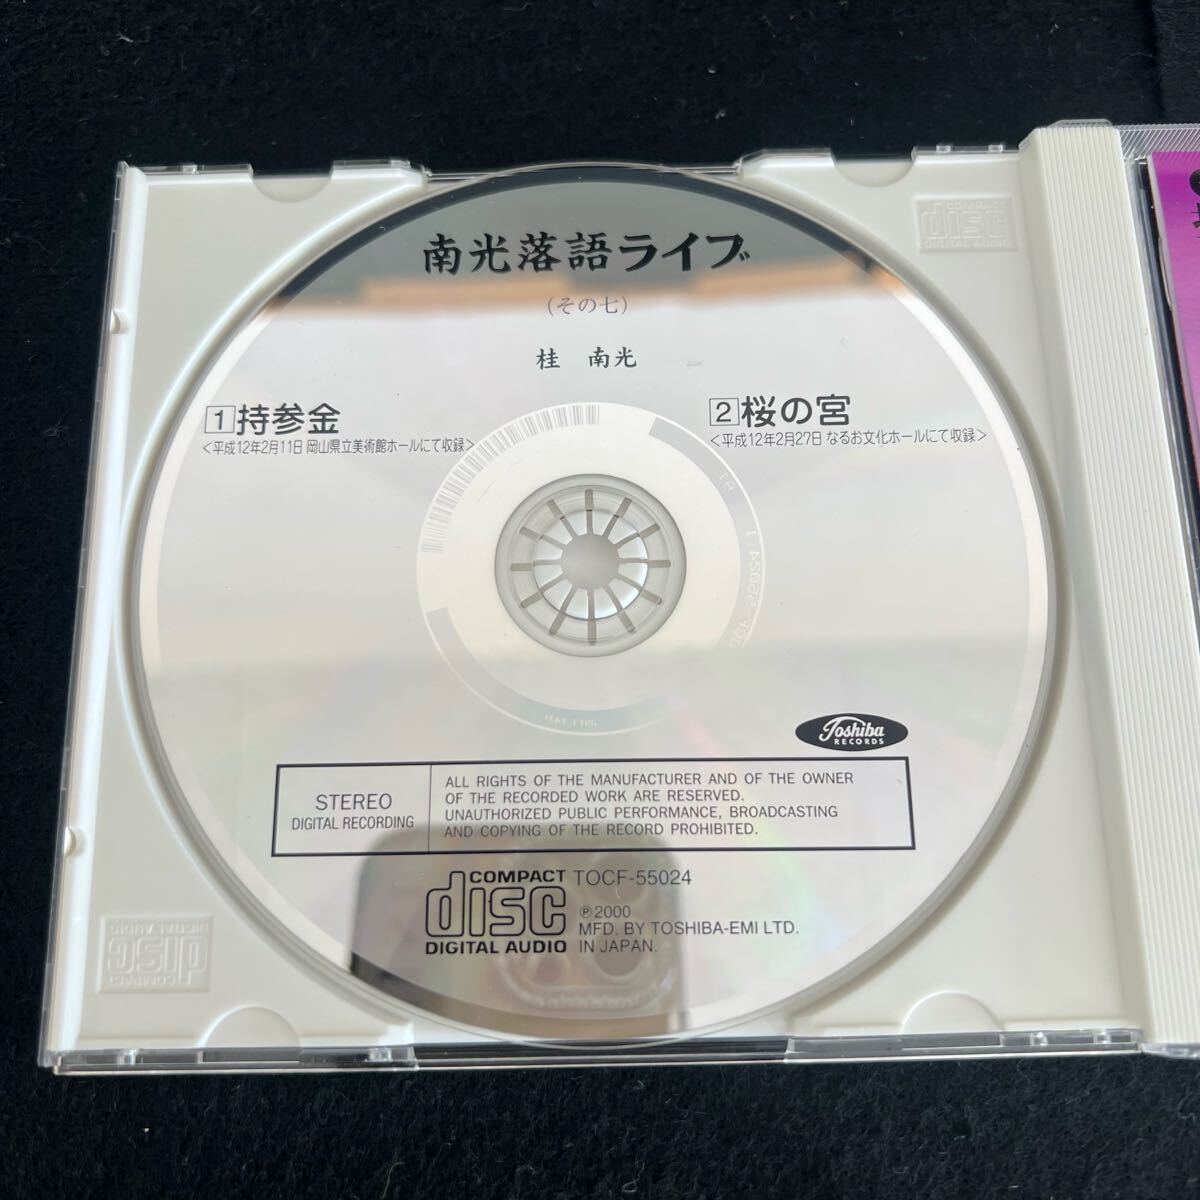 南光落語ライブ
(その七)
桂 南光
1 持参金
<平成12年2月11日 岡山県立美術館ホールにて収録>
2 桜の宮
<平成12年2月27日 なるお文化ホールにて収録>
Toshiba
RECORDS
STEREO
DIGITAL RECORDING
ALL RIGHTS OF THE MANUFACTURER AND OF THE OWNER
OF THE RECORDED WORK ARE RESERVED.
UNAUTHORIZED PUBLIC PERFORMANCE, BROADCASTING
AND COPYING OF THE RECORD PROHIBITED.
COMPACT
disc
DIGITAL AUDIO
TOCF-55024
Ⓟ2000
MFD. BY TOSHIBA-EMI LTD.
IN JAPAN.
COMPACT
disc
DIGITAL AUDIO
COMPACT
disc
DIGITAL AUDIO